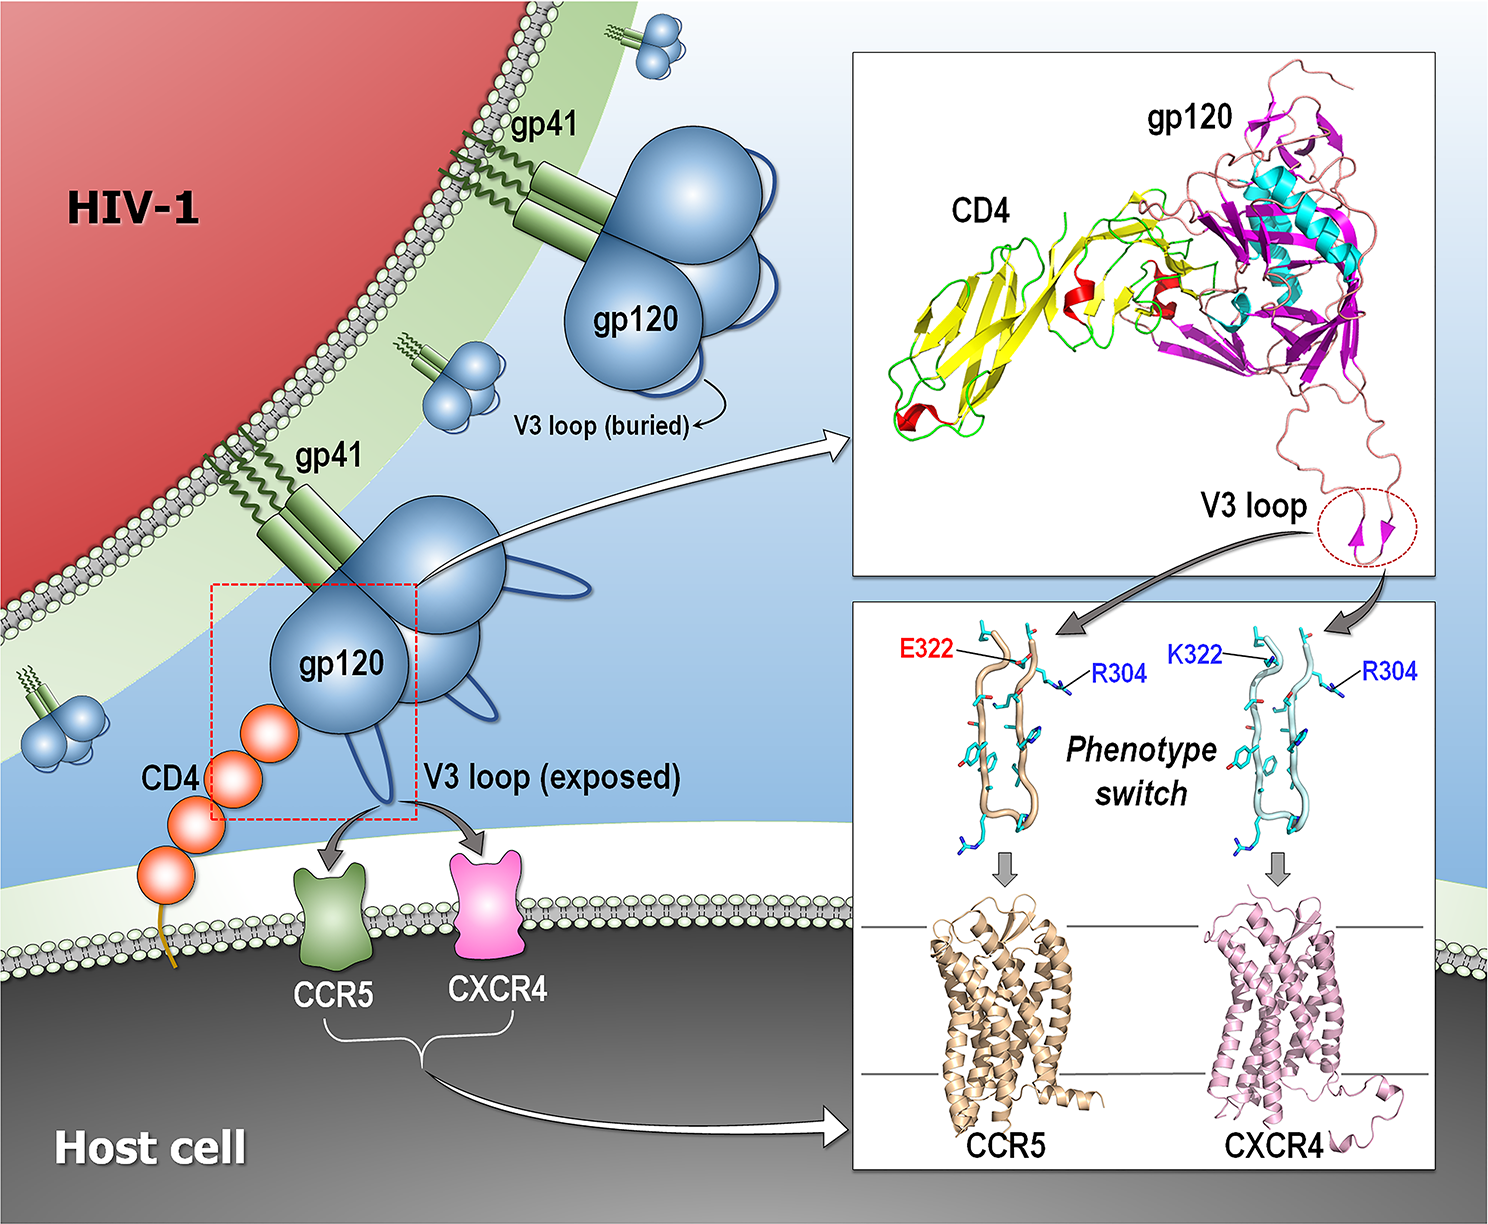 HIV-1
gp41
gp120
V3 loop (buried)
gp41
gp120
CD4
V3 loop (exposed)
CCR5
CXCR4
Host cell
gp120
CD4
V3 loop
E322
R304
K322
R304
Phenotype
switch
CCR5
CXCR4